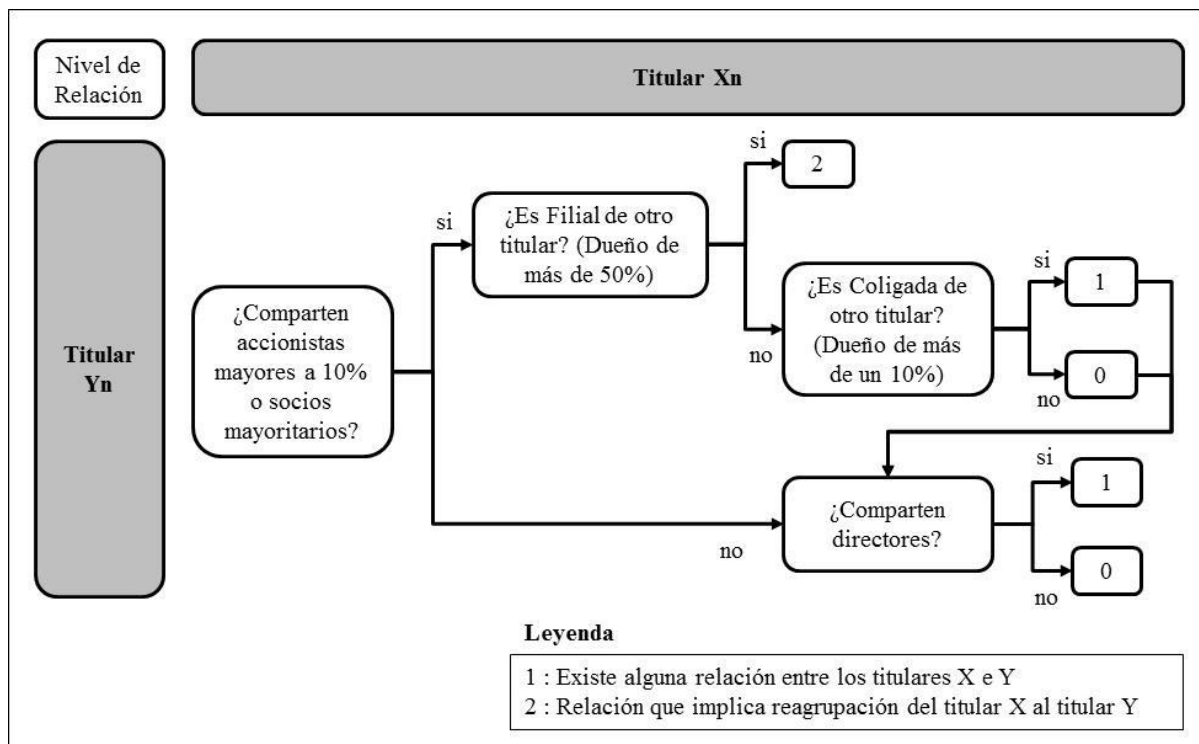 Nivel de
Relación
Titular Xn
Titular
Yn
¿Comparten
accionistas
mayores a 10%
o socios
mayoritarios?
si
¿Es Filial de otro
titular? (Dueño de
más de 50%)
si
2
no
¿Es Coligada de
otro titular?
(Dueño de más
de un 10%)
si
1
0
no
no
¿Comparten
directores?
si
1
0
no
Leyenda
1 : Existe alguna relación entre los titulares X e Y
2 : Relación que implica reagrupación del titular X al titular Y